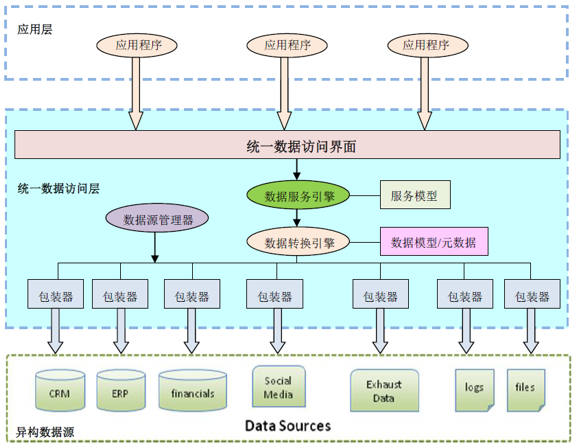 应用层
应用程序
应用程序
应用程序
统一数据访问界面
统一数据访问层
数据服务引擎
服务模型
数据源管理器
数据转换引擎
数据模型/元数据
包装器
包装器
包装器
包装器
包装器
包装器
包装器
CRM
ERP
financials
Social
Media
Exhaust
Data
logs
files
Data Sources
异构数据源